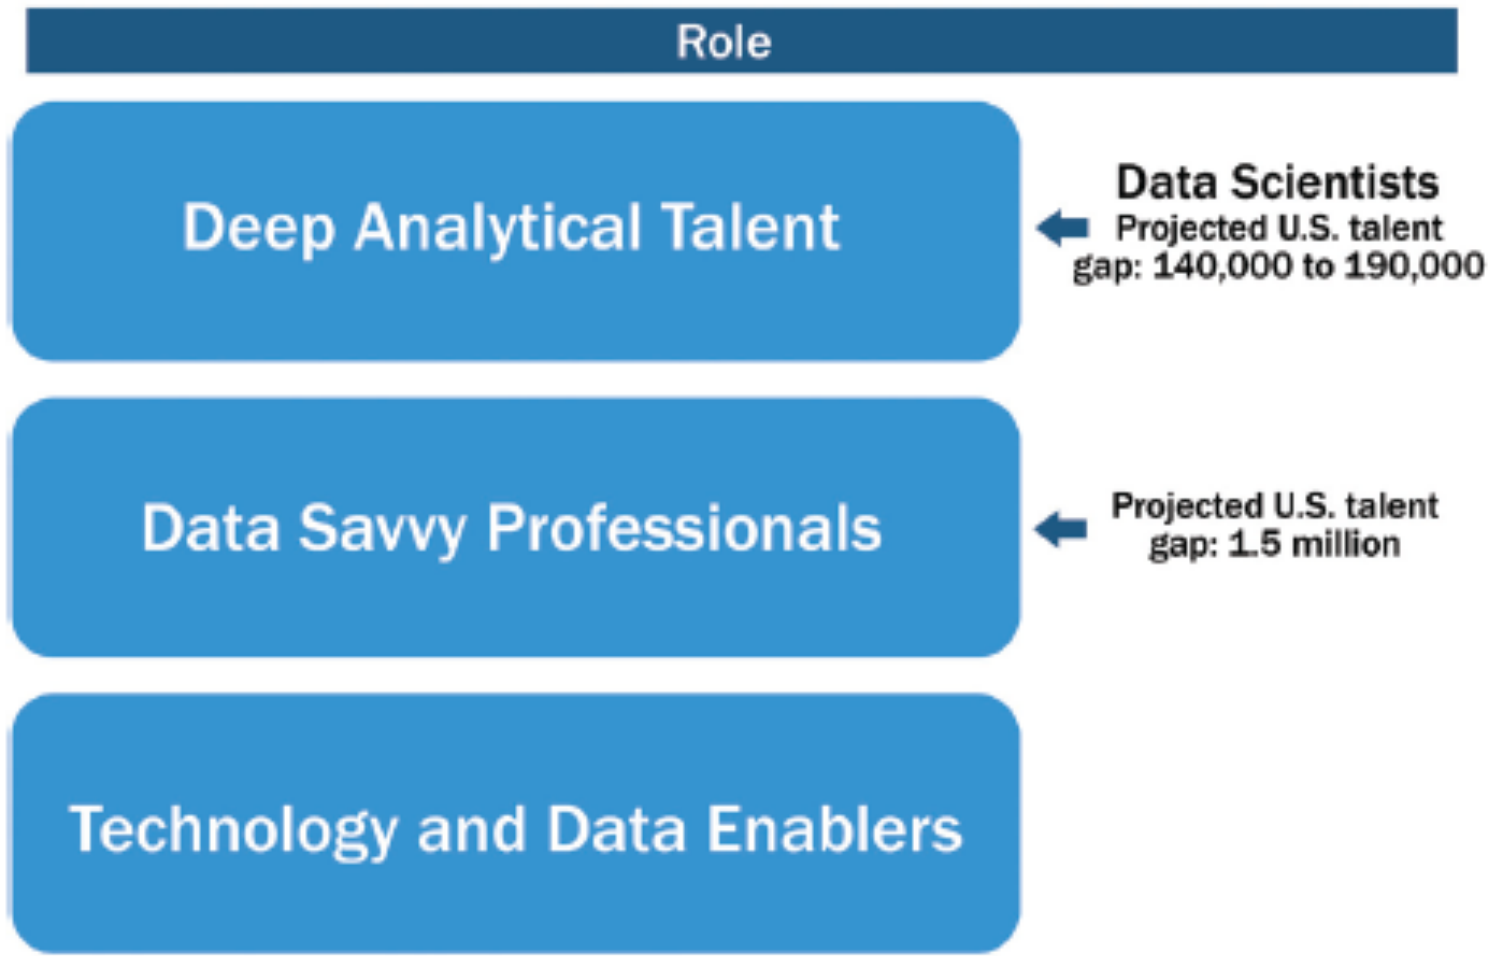 Role
Deep Analytical Talent
Data Scientists
Projected U.S. talent
gap: 140,000 to 190,000
Data Savvy Professionals
Projected U.S. talent
gap: 1.5 million
Technology and Data Enablers